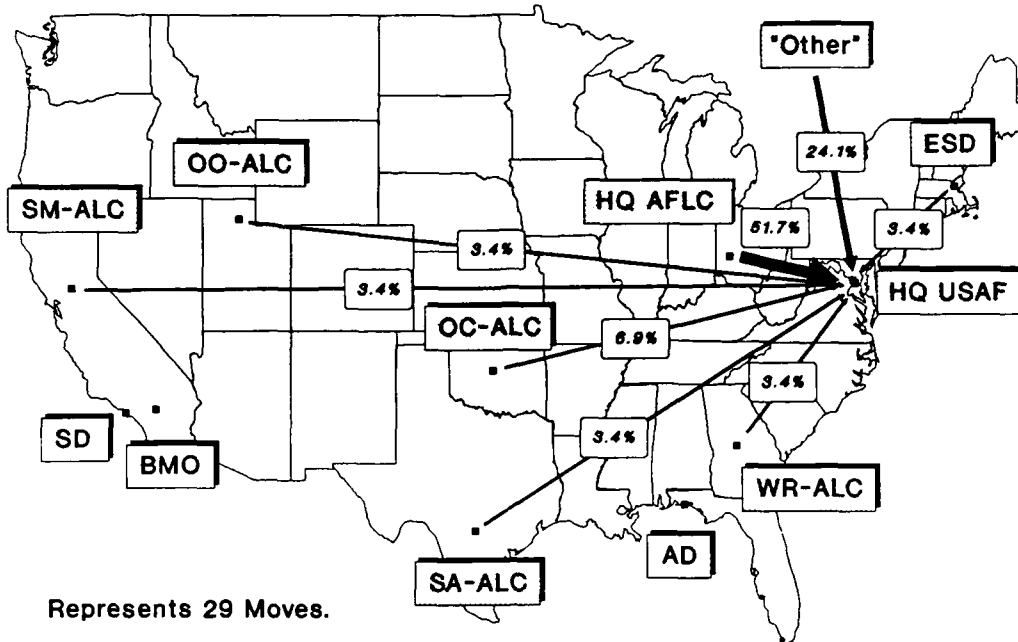 "Other"
24.1%
ESD
OO-ALC
HQ AFLC
SM-ALC
51.7%
3.4%
3.4%
3.4%
HQ USAF
OC-ALC
6.9%
3.4%
SD
3.4%
BMO
WR-ALC
AD
SA-ALC
Represents 29 Moves.